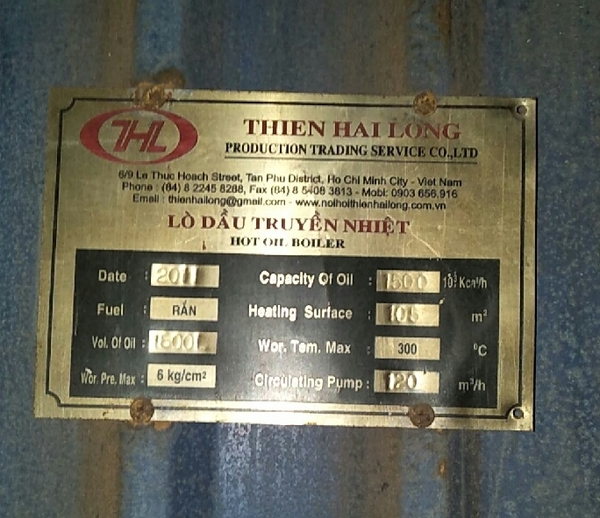 THL
THIEN HAI LONG
PRODUCTION TRADING SERVICE CO.,LTD
6/9 Le Thuc Hoach Street, Tan Phu District, Ho Chi Minh City - Viet Nam
Phone : (84) 8 2245 8288, Fax (84) 8 5408 3813 - Mobi: 0903 656 916
Email : thienhailong@gmail.com - www.noihoithienhailong.com.vn
LÒ DẦU TRUYỀN NHIỆT
HOT OIL BOILER
Date : 2011 Capacity Of Oil : 1500 10³ Kcal/h
Fuel : RẮN Heating Surface : 105 m²
Vol. Of Oil : 1800L Wor. Tem. Max : 300 °C
Wor. Pre. Max : 6 kg/cm² Circulating Pump : 120 m³/h